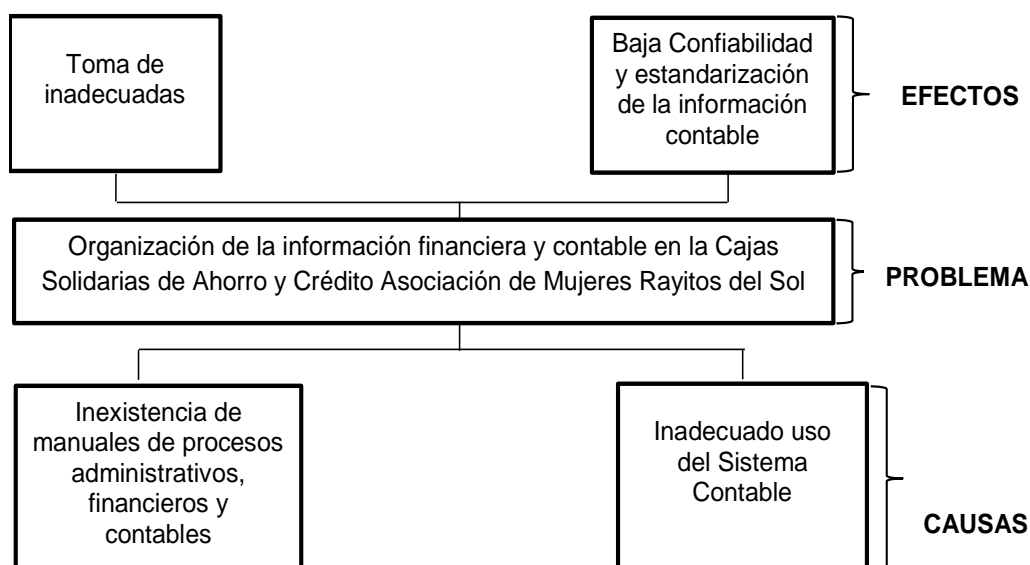 Toma de
inadecuadas
Baja Confiabilidad
y estandarización
de la información
contable
EFECTOS
Organización de la información financiera y contable en la Cajas
Solidarias de Ahorro y Crédito Asociación de Mujeres Rayitos del Sol
PROBLEMA
Inexistencia de
manuales de procesos
administrativos,
financieros y
contables
Inadecuado uso
del Sistema
Contable
CAUSAS